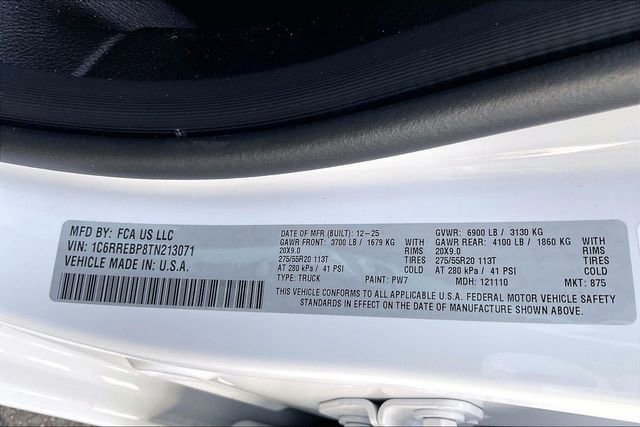 MFD BY: FCA US LLC
VIN: 1C6RREBP8TN213071
VEHICLE MADE IN: U.S.A.
DATE OF MFR (BUILT): 12-25 GVWR: 6900 LB / 3130 KG
GAWR FRONT: 3700 LB / 1679 KG WITH GAWR REAR: 4100 LB / 1860 KG WITH
20X9.0 RIMS 20X9.0 RIMS
275/55R20 113T TIRES 275/55R20 113T TIRES
AT 280 kPa / 41 PSI COLD AT 280 kPa / 41 PSI COLD
TYPE: TRUCK PAINT: PW7 MDH: 121110 MKT: 875
THIS VEHICLE CONFORMS TO ALL APPLICABLE U.S.A. FEDERAL MOTOR VEHICLE SAFETY
STANDARDS IN EFFECT ON THE DATE OF MANUFACTURE SHOWN ABOVE.